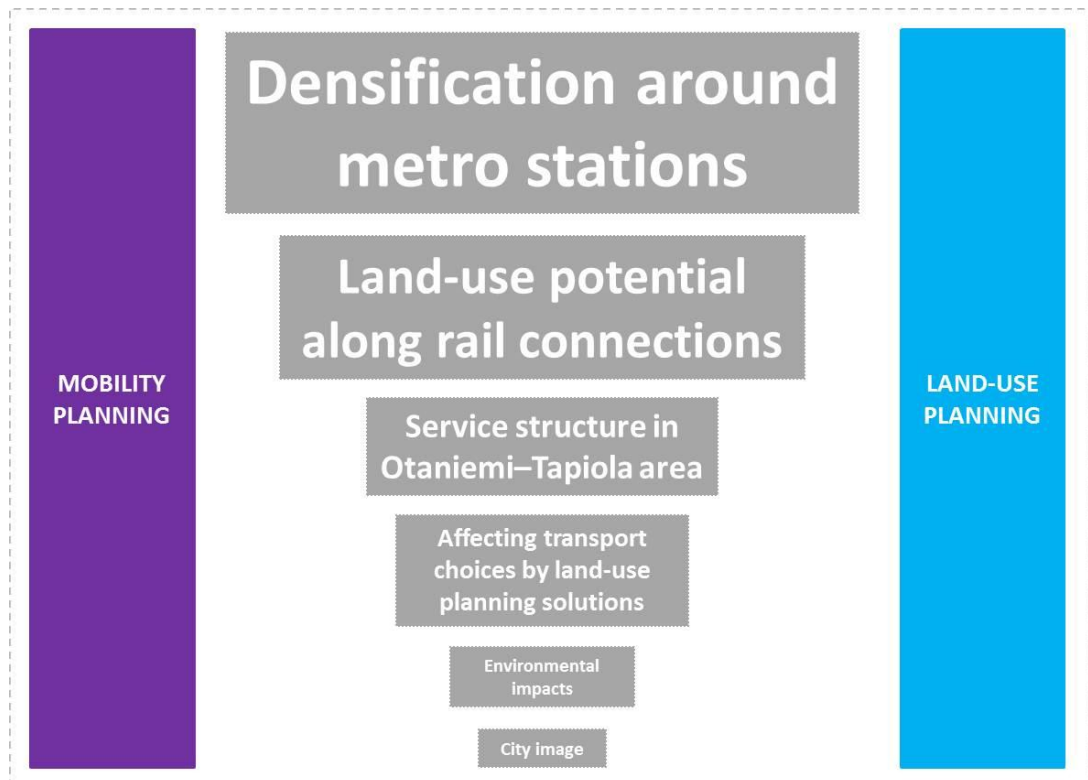 Densification around
metro stations
Land-use potential
along rail connections
MOBILITY
PLANNING
LAND-USE
PLANNING
Service structure in
Otaniemi–Tapiola area
Affecting transport
choices by land-use
planning solutions
Environmental
impacts
City image